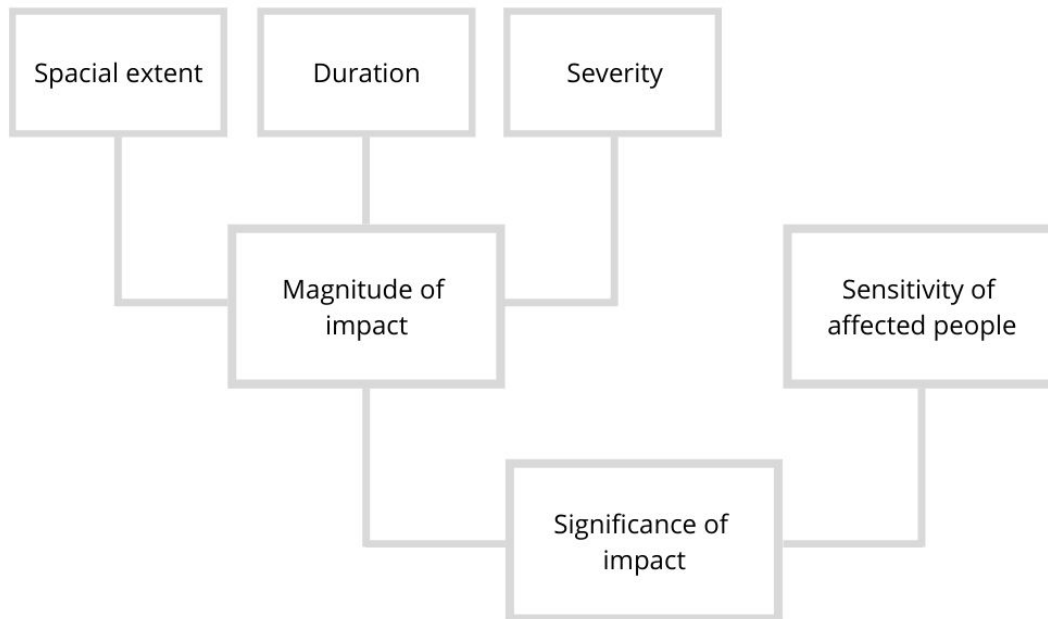 Spacial extent
Duration
Severity
Magnitude of
impact
Sensitivity of
affected people
Significance of
impact